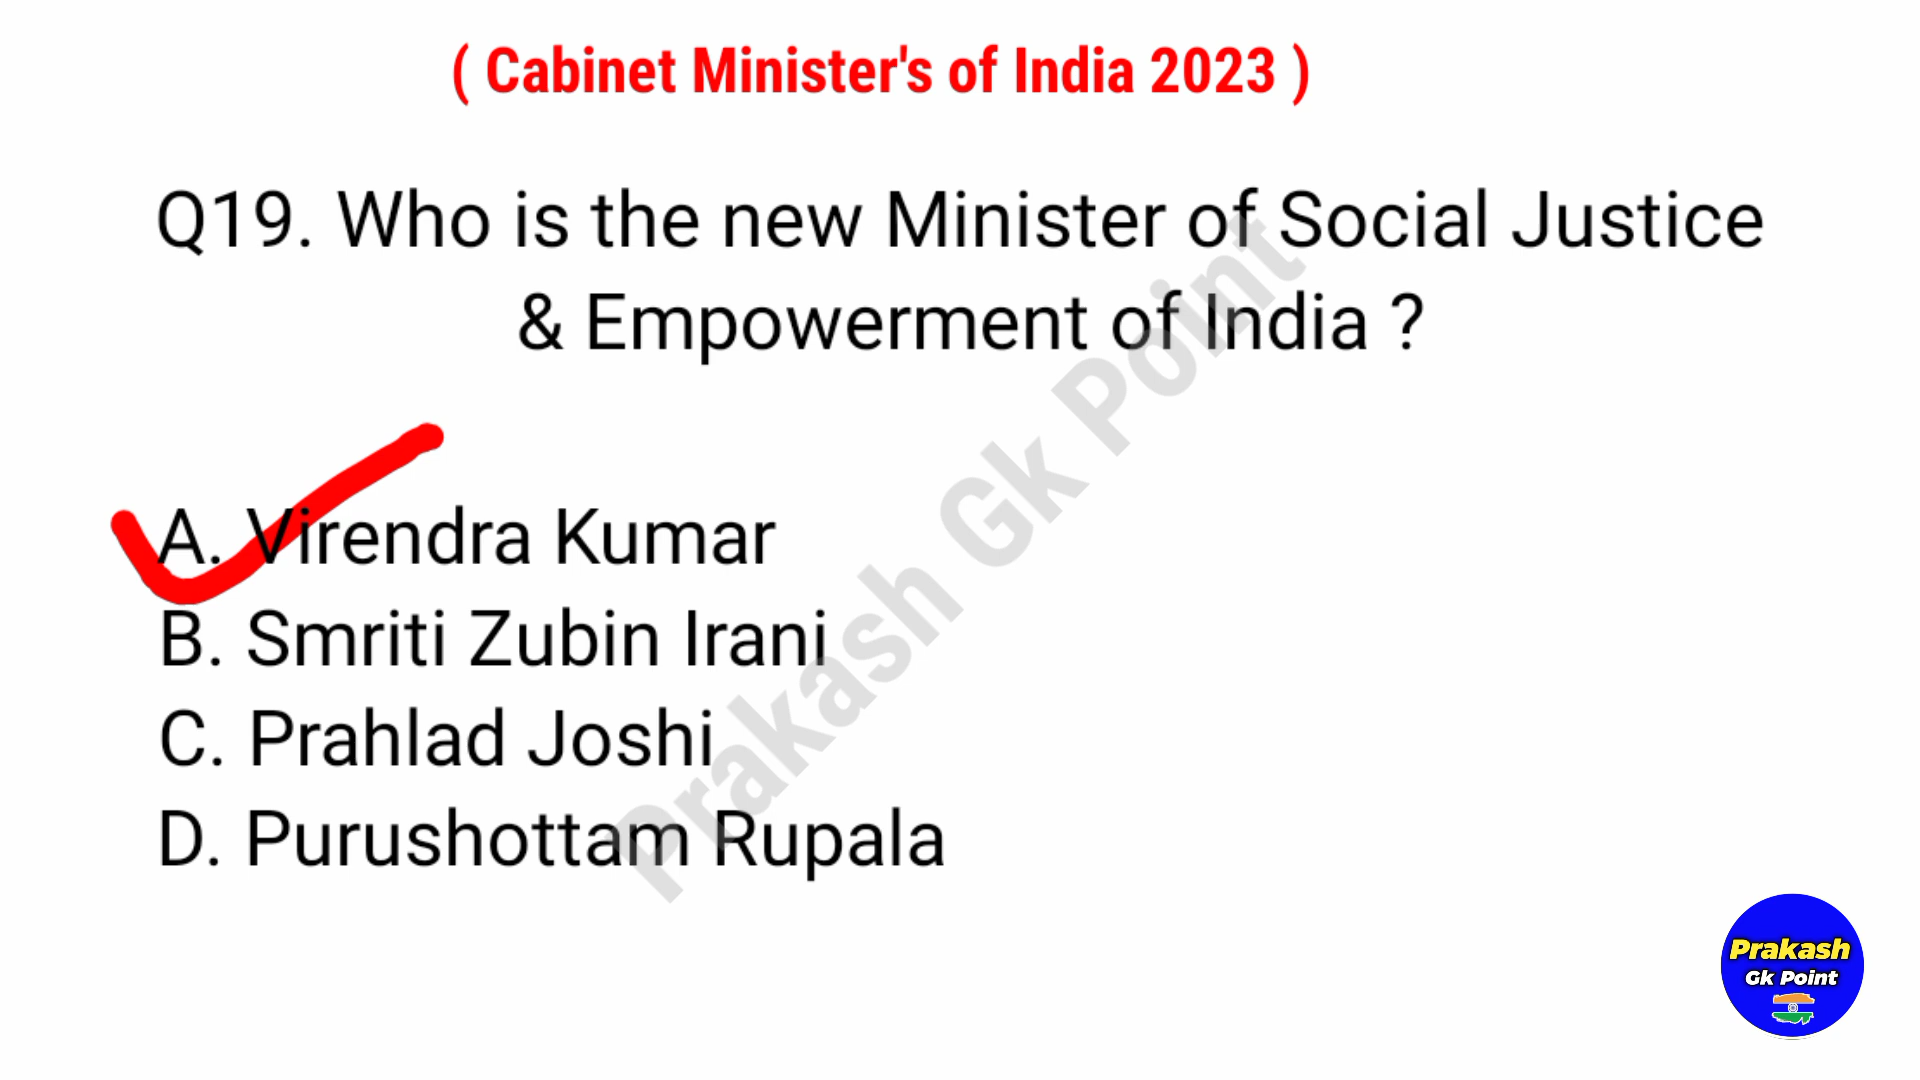 ( Cabinet Minister's of India 2023 )
Q19. Who is the new Minister of Social Justice
& Empowerment of India ?
A. Virendra Kumar
B. Smriti Zubin Irani
C. Prahlad Joshi
D. Purushottam Rupala
Prakash Gk Point
Prakash
Gk Point